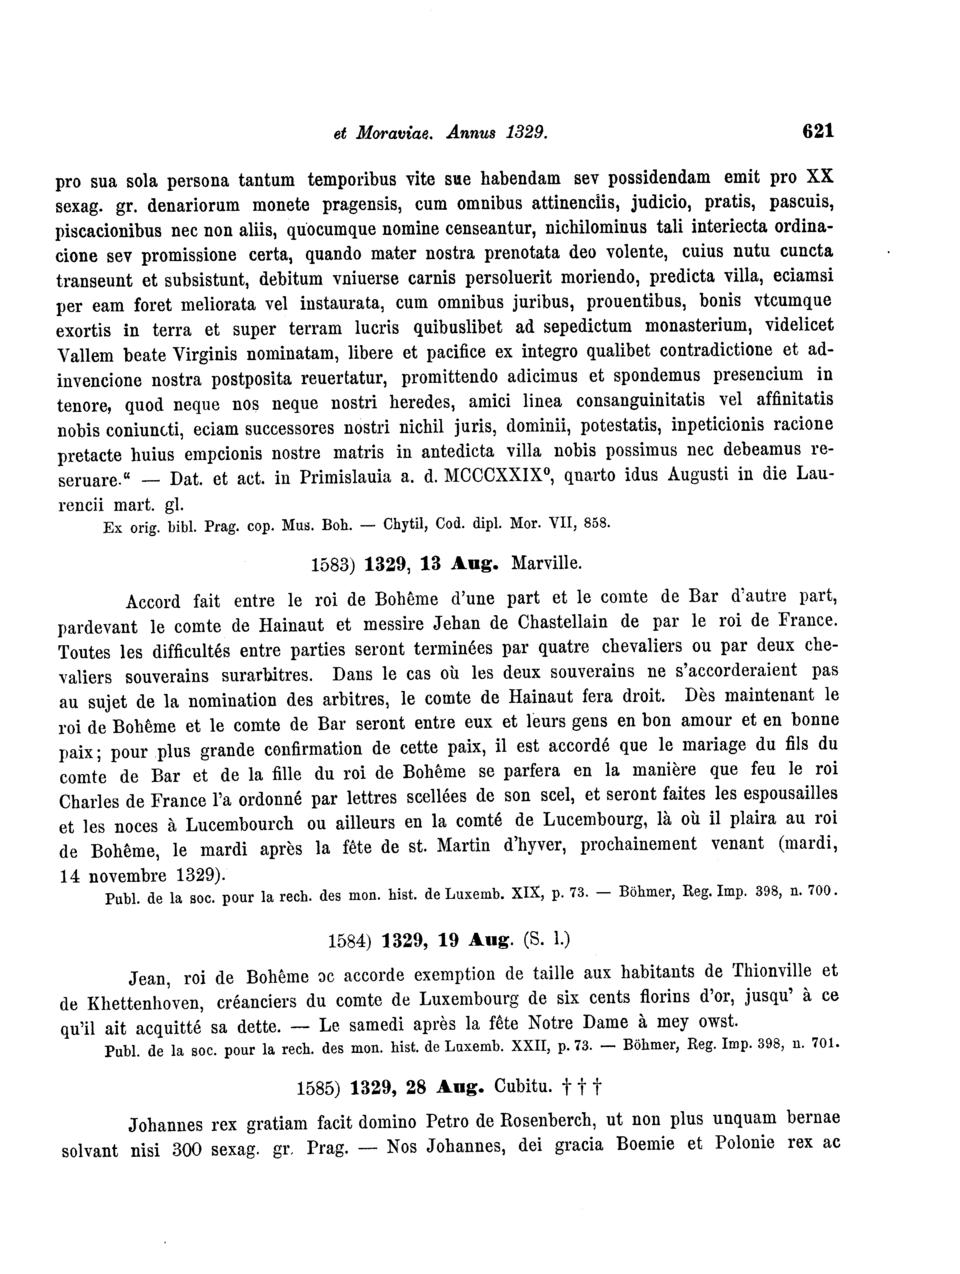 et Moraviae. Annus 1329. 621
pro sua sola persona tantum temporibus vite sue habendam sev possidendam emit pro XX
sexag. gr. denariorum monete pragensis, cum omnibus attinenciis, judicio, pratis, pascuis,
piscacionibus nec non aliis, quocumque nomine censeantur, nichilominus tali interiecta ordina-
cione sev promissione certa, quando mater nostra prenotata deo volente, cuius nutu cuncta
transeunt et subsistunt, debitum vniuerse carnis persoluerit moriendo, predicta villa, eciamsi
per eam foret meliorata vel instaurata, cum omnibus juribus, prouentibus, bonis vtcumque
exortis in terra et super terram lucris quibuslibet ad sepedictum monasterium, videlicet
Vallem beate Virginis nominatam, libere et pacifice ex integro qualibet contradictione et ad-
invencione nostra postposita reuertatur, promittendo adicimus et spondemus presencium in
tenore, quod neque nos neque nostri heredes, amici linea consanguinitatis vel affinitatis
nobis coniuncti, eciam successores nostri nichil juris, dominii, potestatis, inpeticionis racione
pretacte huius empcionis nostre matris in antedicta villa nobis possimus nec debeamus re-
seruare.“ — Dat. et act. in Primislauia a. d. MCCCXXIX⁰, quarto idus Augusti in die Lau-
rencii mart. gl.
Ex orig. bibl. Prag. cop. Mus. Boh. — Chytil, Cod. dipl. Mor. VII, 858.
1583) 1329, 13 Aug. Marville.
Accord fait entre le roi de Bohême d'une part et le comte de Bar d'autre part,
pardevant le comte de Hainaut et messire Jehan de Chastellain de par le roi de France.
Toutes les difficultés entre parties seront terminées par quatre chevaliers ou par deux che-
valiers souverains surarbitres. Dans le cas où les deux souverains ne s'accorderaient pas
au sujet de la nomination des arbitres, le comte de Hainaut fera droit. Dès maintenant le
roi de Bohême et le comte de Bar seront entre eux et leurs gens en bon amour et en bonne
paix; pour plus grande confirmation de cette paix, il est accordé que le mariage du fils du
comte de Bar et de la fille du roi de Bohême se parfera en la manière que feu le roi
Charles de France l'a ordonné par lettres scellées de son scel, et seront faites les espousailles
et les noces à Lucembourch ou ailleurs en la comté de Lucembourg, là où il plaira au roi
de Bohême, le mardi après la fête de st. Martin d'hyver, prochainement venant (mardi,
14 novembre 1329).
Publ. de la soc. pour la rech. des mon. hist. de Luxemb. XIX, p. 73. — Böhmer, Reg. Imp. 398, n. 700.
1584) 1329, 19 Aug. (S. l.)
Jean, roi de Bohême ɔc accorde exemption de taille aux habitants de Thionville et
de Khettenhoven, créanciers du comte de Luxembourg de six cents florins d'or, jusqu' à ce
qu'il ait acquitté sa dette. — Le samedi après la fête Notre Dame à mey owst.
Publ. de la soc. pour la rech. des mon. hist. de Luxemb. XXII, p. 73. — Böhmer, Reg. Imp. 398, n. 701.
1585) 1329, 28 Aug. Cubitu. † † †
Johannes rex gratiam facit domino Petro de Rosenberch, ut non plus unquam bernae
solvant nisi 300 sexag. gr. Prag. — Nos Johannes, dei gracia Boemie et Polonie rex ac